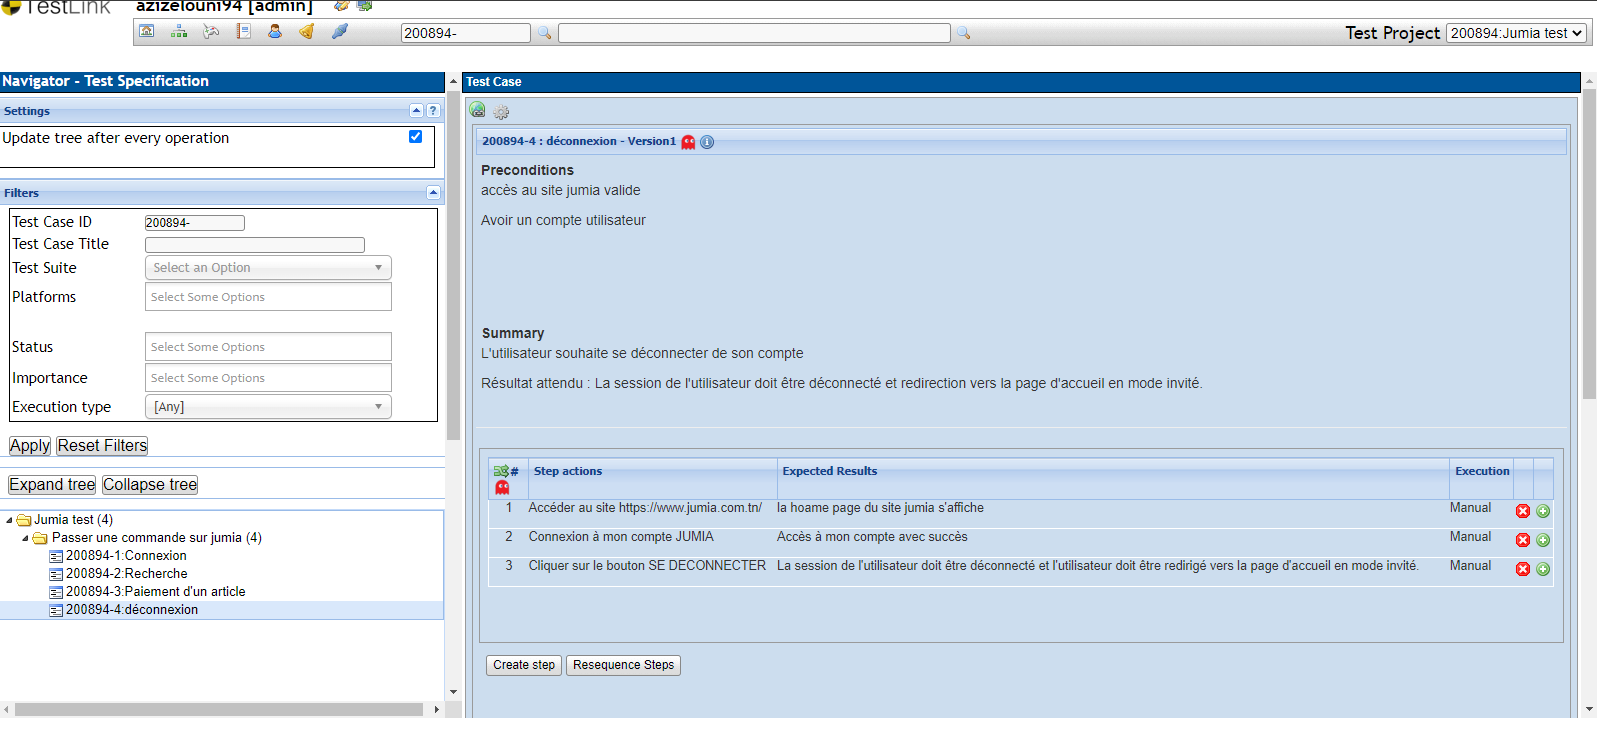 TestLink
azizelouni94 [admin]
200894-
Test Project 200894:Jumia test
Navigator - Test Specification
Settings
?
Update tree after every operation
Filters
Test Case ID 200894-
Test Case Title
Test Suite Select an Option
Platforms Select Some Options
Status Select Some Options
Importance Select Some Options
Execution type [Any]
Apply Reset Filters
Expand tree Collapse tree
Jumia test (4)
Passer une commande sur jumia (4)
200894-1:Connexion
200894-2:Recherche
200894-3:Paiement d'un article
200894-4:déconnexion
Test Case
200894-4 : déconnexion - Version1
Preconditions
accès au site jumia valide
Avoir un compte utilisateur
Summary
L'utilisateur souhaite se déconnecter de son compte
Résultat attendu : La session de l'utilisateur doit être déconnecté et redirection vers la page d'accueil en mode invité.
# Step actions Expected Results Execution
1 Accéder au site https://www.jumia.com.tn/ la hoame page du site jumia s'affiche Manual
2 Connexion à mon compte JUMIA Accès à mon compte avec succès Manual
3 Cliquer sur le bouton SE DECONNECTER La session de l'utilisateur doit être déconnecté et l'utilisateur doit être redirigé vers la page d'accueil en mode invité. Manual
Create step Resequence Steps